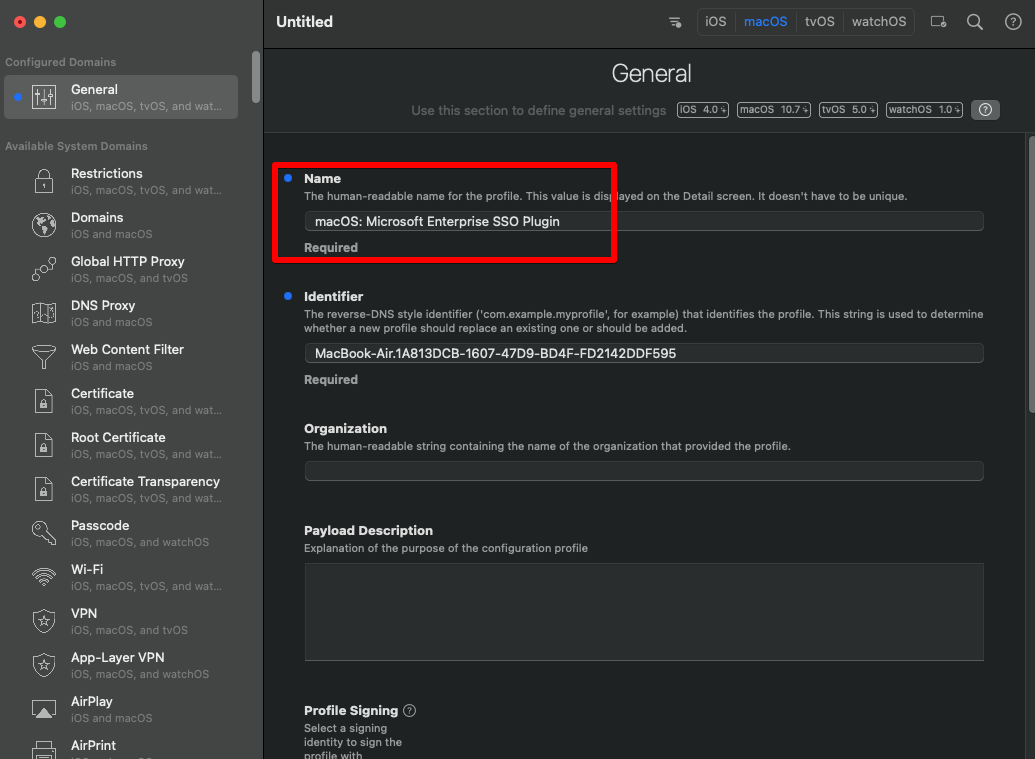 Untitled
iOS
macOS
tvOS
watchOS
Configured Domains
General
iOS, macOS, tvOS, and wat...
Available System Domains
Restrictions
iOS, macOS, tvOS, and wat...
Domains
iOS and macOS
Global HTTP Proxy
iOS, macOS, and tvOS
DNS Proxy
iOS and macOS
Web Content Filter
iOS and macOS
Certificate
iOS, macOS, tvOS, and wat...
Root Certificate
iOS, macOS, tvOS, and wat...
Certificate Transparency
iOS, macOS, tvOS, and wat...
Passcode
iOS, macOS, and watchOS
Wi-Fi
iOS, macOS, tvOS, and wat...
VPN
iOS, macOS, and tvOS
App-Layer VPN
iOS, macOS, and watchOS
AirPlay
iOS and macOS
AirPrint
General
Use this section to define general settings
iOS 4.0
macOS 10.7
tvOS 5.0
watchOS 1.0
Name
The human-readable name for the profile. This value is displayed on the Detail screen. It doesn't have to be unique.
macOS: Microsoft Enterprise SSO Plugin
Required
Identifier
The reverse-DNS style identifier ('com.example.myprofile', for example) that identifies the profile. This string is used to determine
whether a new profile should replace an existing one or should be added.
MacBook-Air.1A813DCB-1607-47D9-BD4F-FD2142DDF595
Required
Organization
The human-readable string containing the name of the organization that provided the profile.
Payload Description
Explanation of the purpose of the configuration profile
Profile Signing
Select a signing
identity to sign the
profile with